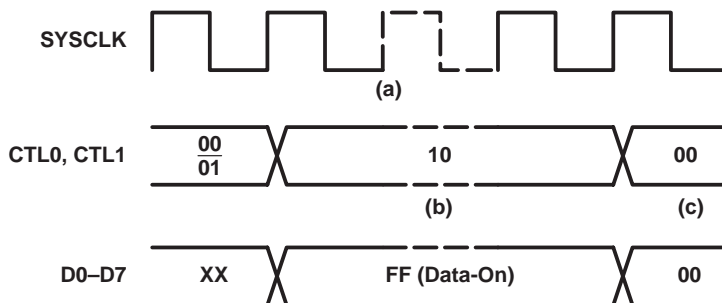 SYSCLK
(a)
CTL0, CTL1
00
01
10
00
(b)
(c)
D0–D7
XX
FF (Data-On)
00